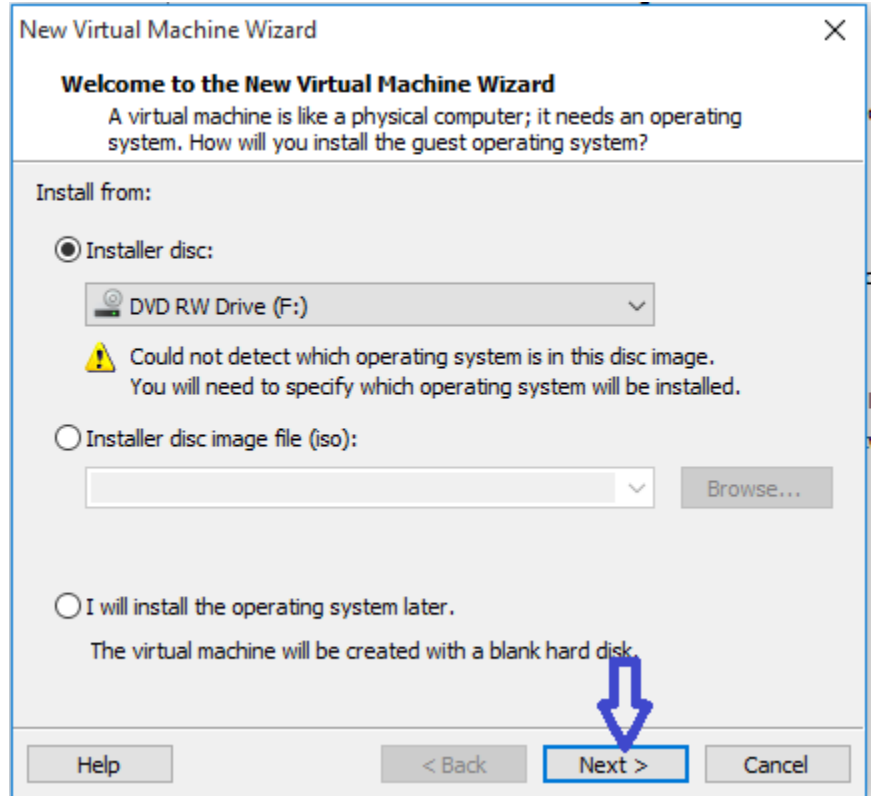 New Virtual Machine Wizard
Welcome to the New Virtual Machine Wizard
A virtual machine is like a physical computer; it needs an operating
system. How will you install the guest operating system?
Install from:
Installer disc:
DVD RW Drive (F:)
Could not detect which operating system is in this disc image.
You will need to specify which operating system will be installed.
Installer disc image file (iso):
Browse...
I will install the operating system later.
The virtual machine will be created with a blank hard disk.
Help < Back Next > Cancel